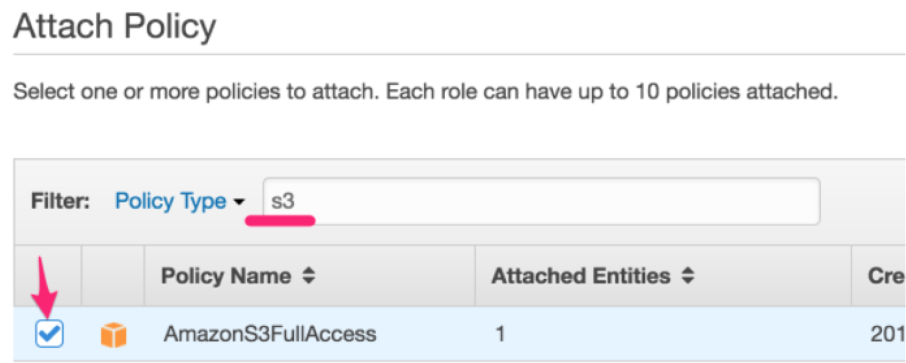 Attach Policy
Select one or more policies to attach. Each role can have up to 10 policies attached.
Filter: Policy Type s3
Policy Name Attached Entities Cre
AmazonS3FullAccess 1 201